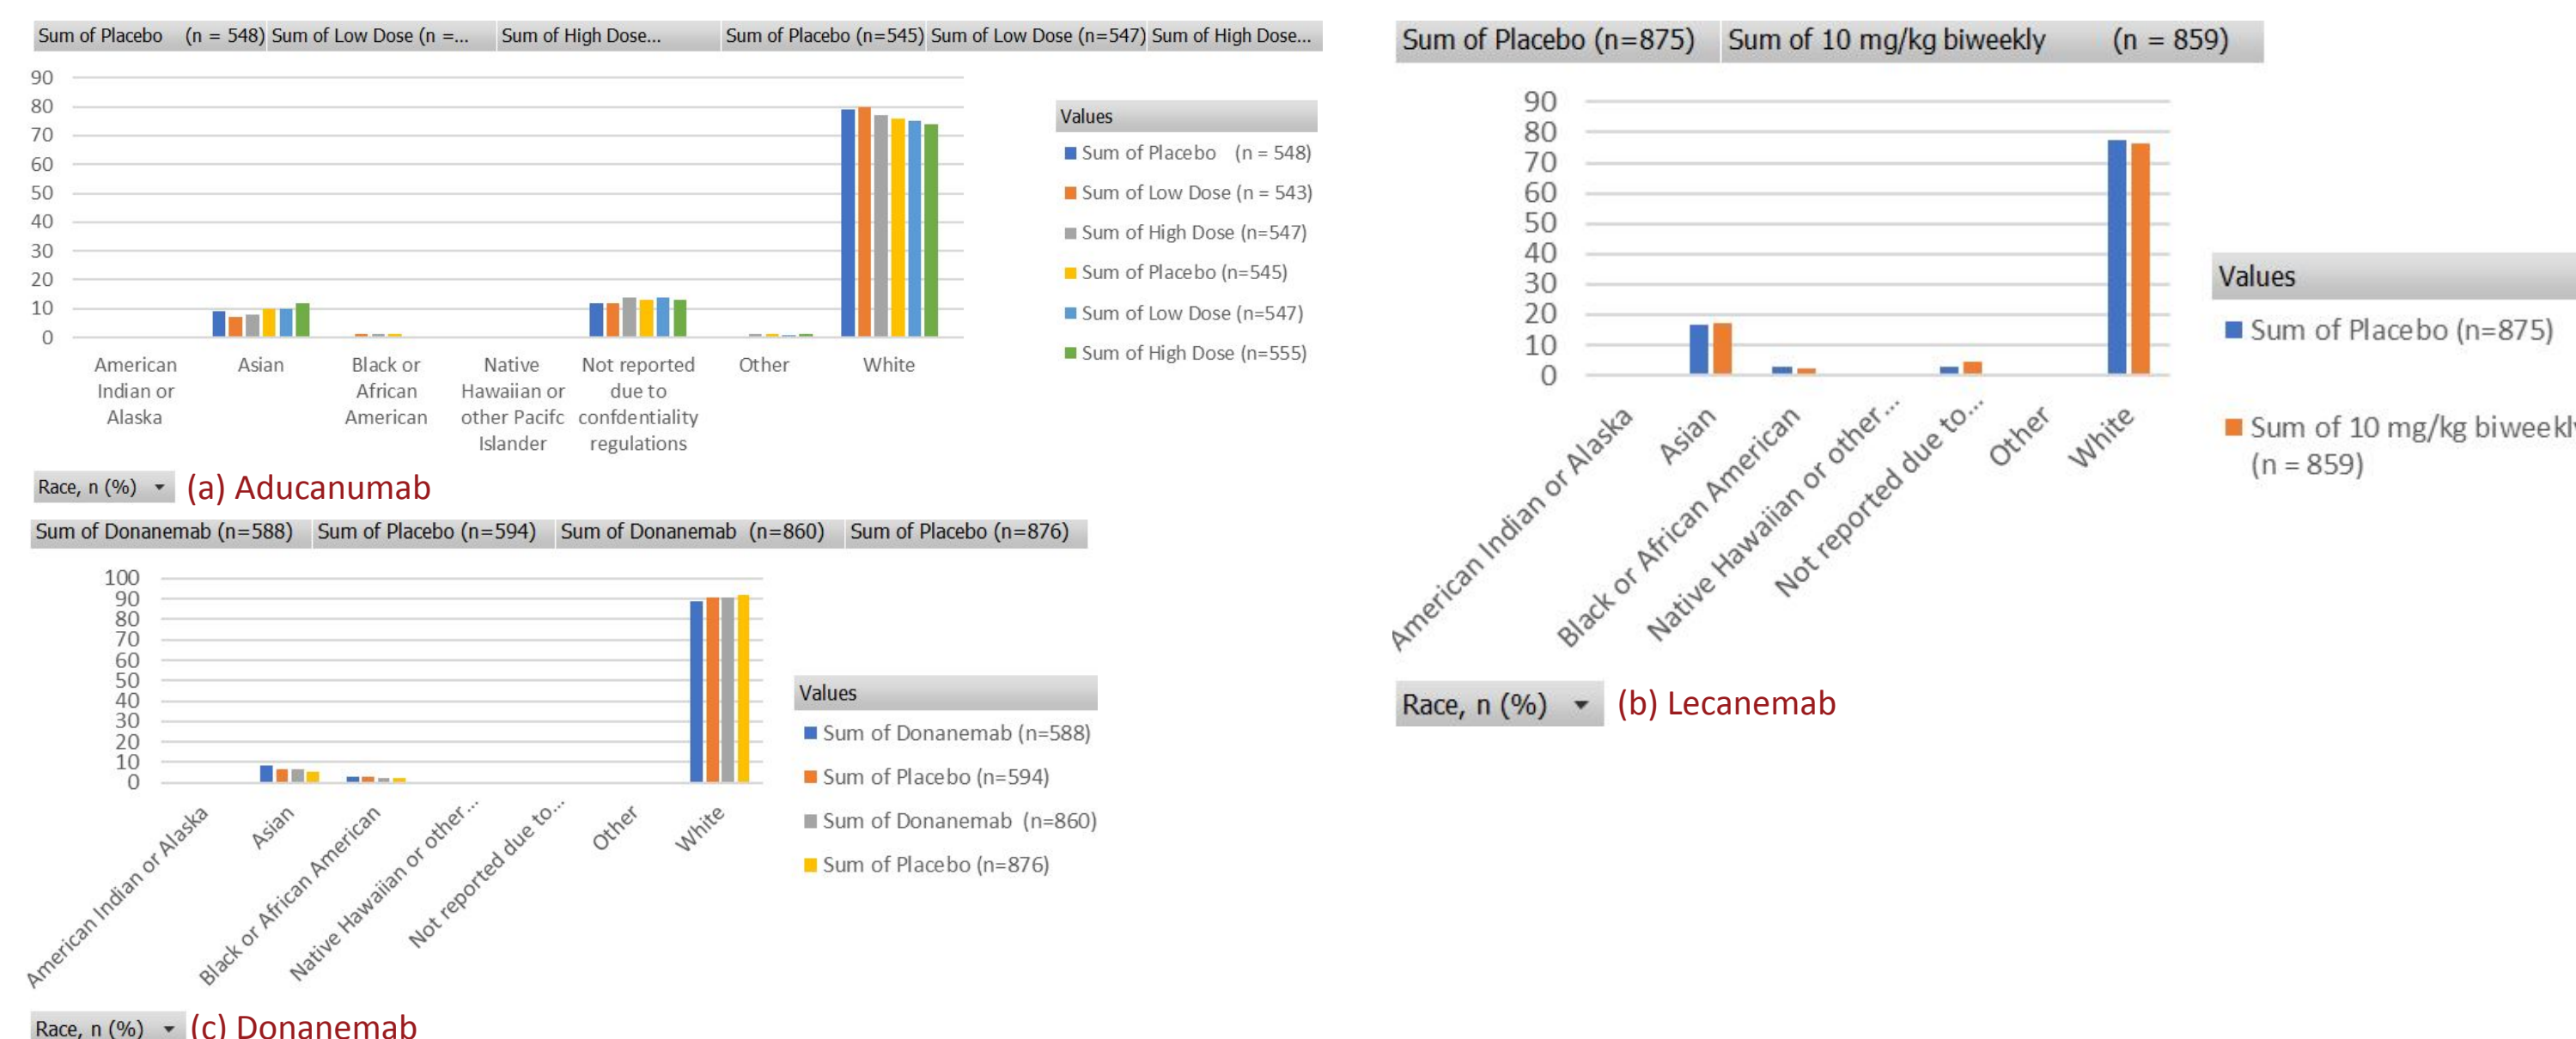 Sum of Placebo (n = 548) Sum of Low Dose (n =... Sum of High Dose... Sum of Placebo (n=545) Sum of Low Dose (n=547) Sum of High Dose...
90
80
70
60
50
40
30
20
10
0
American Indian or Alaska
Asian
Black or African American
Native Hawaiian or other Pacifc Islander
Not reported due to confdentiality regulations
Other
White
Values
Sum of Placebo (n = 548)
Sum of Low Dose (n = 543)
Sum of High Dose (n=547)
Sum of Placebo (n=545)
Sum of Low Dose (n=547)
Sum of High Dose (n=555)
Race, n (%) (a) Aducanumab
Sum of Placebo (n=875) Sum of 10 mg/kg biweekly (n = 859)
90
80
70
60
50
40
30
20
10
0
American Indian or Alaska
Asian
Black or African American
Native Hawaiian or other...
Not reported due to...
Other
White
Values
Sum of Placebo (n=875)
Sum of 10 mg/kg biweekly
(n = 859)
Race, n (%) (b) Lecanemab
Sum of Donanemab (n=588) Sum of Placebo (n=594) Sum of Donanemab (n=860) Sum of Placebo (n=876)
100
90
80
70
60
50
40
30
20
10
0
American Indian or Alaska
Asian
Black or African American
Native Hawaiian or other...
Not reported due to...
Other
White
Values
Sum of Donanemab (n=588)
Sum of Placebo (n=594)
Sum of Donanemab (n=860)
Sum of Placebo (n=876)
Race, n (%) (c) Donanemab